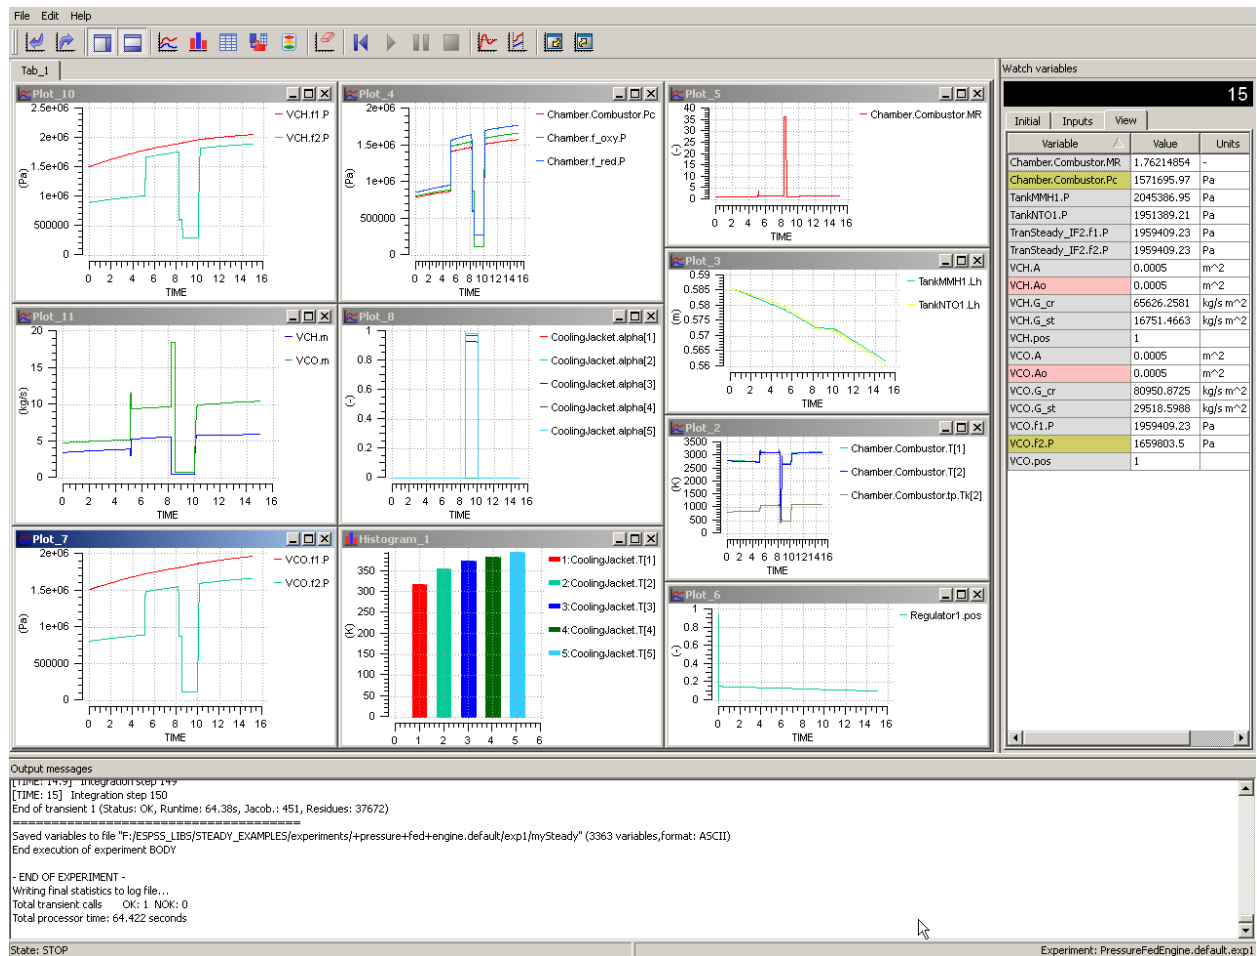 File Edit Help
Tab_1
Plot_10
2.5e+06
2e+06
1.5e+06
1e+06
500000
0
(Pa)
0 2 4 6 8 10 12 14 16
TIME
VCH.f1.P
VCH.f2.P
Plot_4
2e+06
1.5e+06
1e+06
500000
0
(Pa)
0 2 4 6 8 10 12 14 16
TIME
Chamber.Combustor.Pc
Chamber.f_oxy.P
Chamber.f_red.P
Plot_5
40
35
30
25
20
15
10
5
0
(-)
0 2 4 6 8 10 12 14 16
TIME
Chamber.Combustor.MR
Plot_3
0.59
0.585
0.58
0.575
0.57
0.565
0.56
(m)
0 2 4 6 8 10 12 14 16
TIME
TankMMH1.Lh
TankNTO1.Lh
Plot_11
20
15
10
5
0
(kg/s)
0 2 4 6 8 10 12 14 16
TIME
VCH.m
VCO.m
Plot_8
1
0.8
0.6
0.4
0.2
0
(-)
0 2 4 6 8 10 12 14 16
TIME
CoolingJacket.alpha[1]
CoolingJacket.alpha[2]
CoolingJacket.alpha[3]
CoolingJacket.alpha[4]
CoolingJacket.alpha[5]
Plot_2
3500
3000
2500
2000
1500
1000
500
0
(K)
0 2 4 6 8 10 12 14 16
TIME
Chamber.Combustor.T[1]
Chamber.Combustor.T[2]
Chamber.Combustor.tp.Tk[2]
Plot_7
2e+06
1.5e+06
1e+06
500000
0
(Pa)
0 2 4 6 8 10 12 14 16
TIME
VCO.f1.P
VCO.f2.P
Histogram_1
350
300
250
200
150
100
50
0
(K)
0 1 2 3 4 5 6
1:CoolingJacket.T[1]
2:CoolingJacket.T[2]
3:CoolingJacket.T[3]
4:CoolingJacket.T[4]
5:CoolingJacket.T[5]
Plot_6
1
0.8
0.6
0.4
0.2
0
(-)
0 2 4 6 8 10 12 14 16
TIME
Regulator1.pos
Watch variables
15
Initial Inputs View
Variable Value Units
Chamber.Combustor.MR 1.76214854 -
Chamber.Combustor.Pc 1571695.97 Pa
TankMMH1.P 2045386.95 Pa
TankNTO1.P 1951389.21 Pa
TranSteady_IF2.f1.P 1959409.23 Pa
TranSteady_IF2.f2.P 1959409.23 Pa
VCH.A 0.0005 m^2
VCH.Ao 0.0005 m^2
VCH.G_cr 65626.2581 kg/s m^2
VCH.G_st 16751.4663 kg/s m^2
VCH.pos 1
VCO.A 0.0005 m^2
VCO.Ao 0.0005 m^2
VCO.G_cr 80950.8725 kg/s m^2
VCO.G_st 29518.5988 kg/s m^2
VCO.f1.P 1959409.23 Pa
VCO.f2.P 1659803.5 Pa
VCO.pos 1
Output messages
[TIME: 14.9] Integration step 149
[TIME: 15] Integration step 150
End of transient 1 (Status: OK, Runtime: 64.38s, Jacob.: 451, Residues: 37672)
=====================================
Saved variables to file "F:/ESPSS_LIBS/STEADY_EXAMPLES/experiments/+pressure+fed+engine.default/exp1/mySteady" (3363 variables,format: ASCII)
End execution of experiment BODY
- END OF EXPERIMENT -
Writing final statistics to log file...
Total transient calls OK: 1 NOK: 0
Total processor time: 64.422 seconds
State: STOP
Experiment: PressureFedEngine.default.exp1